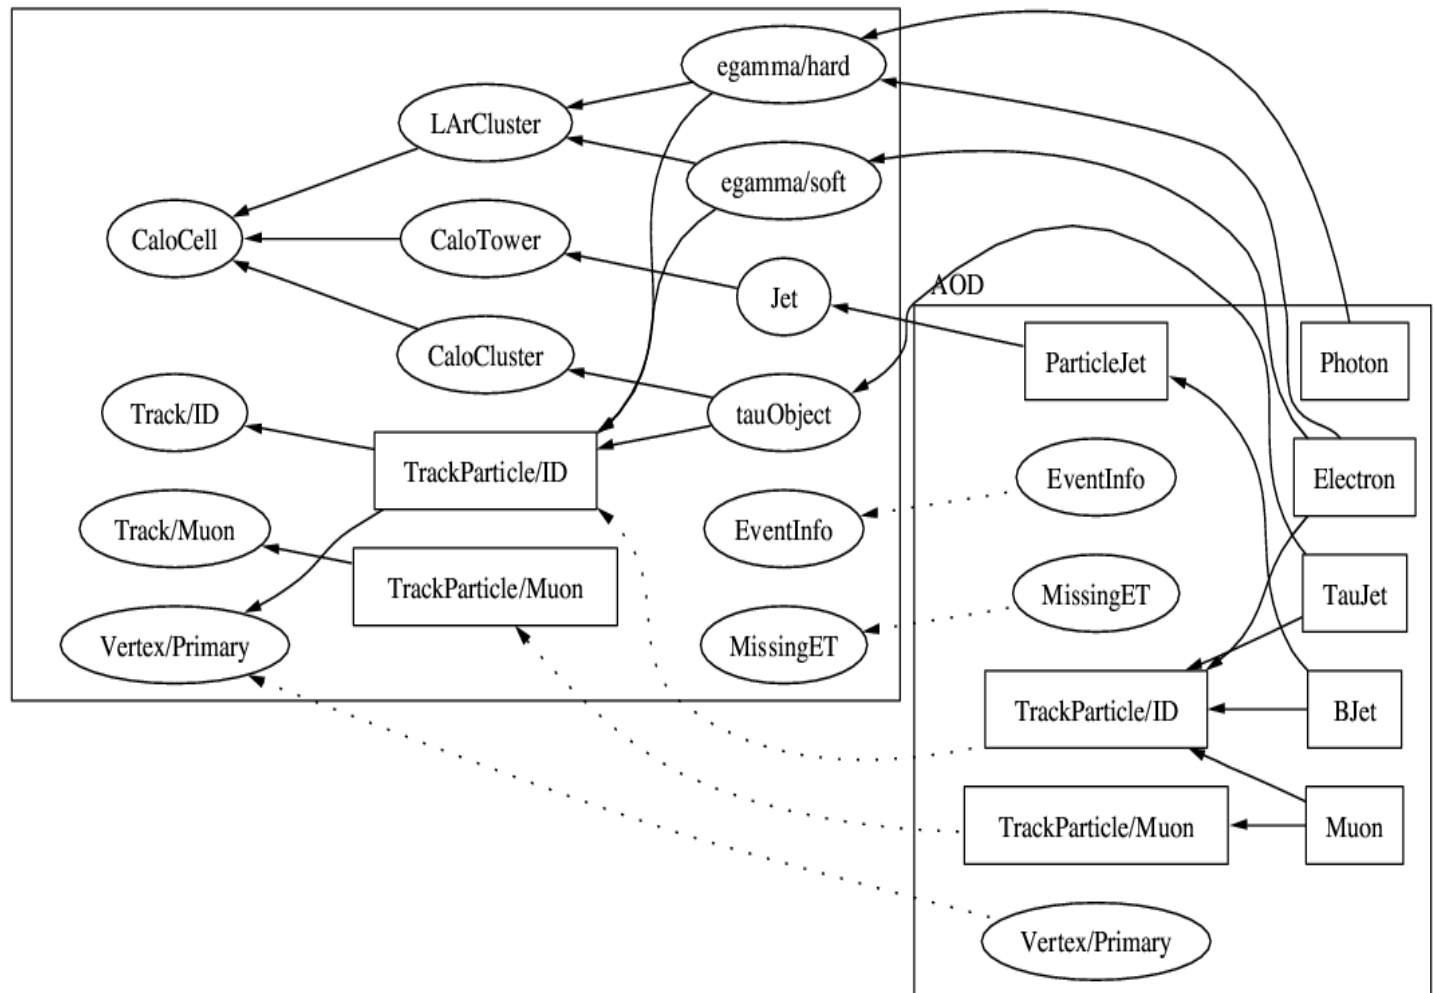 egamma/hard
LArCluster
egamma/soft
CaloCell
CaloTower
Jet
CaloCluster
Track/ID
tauObject
TrackParticle/ID
Track/Muon
EventInfo
TrackParticle/Muon
Vertex/Primary
MissingET
AOD
ParticleJet
Photon
EventInfo
Electron
MissingET
TauJet
TrackParticle/ID
BJet
TrackParticle/Muon
Muon
Vertex/Primary